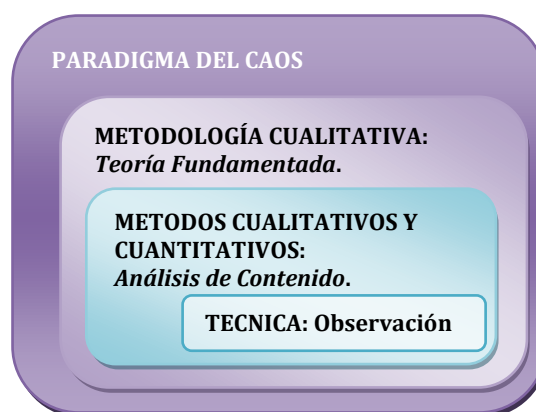 PARADIGMA DEL CAOS
METODOLOGÍA CUALITATIVA:
Teoría Fundamentada.
METODOS CUALITATIVOS Y
CUANTITATIVOS:
Análisis de Contenido.
TECNICA: Observación